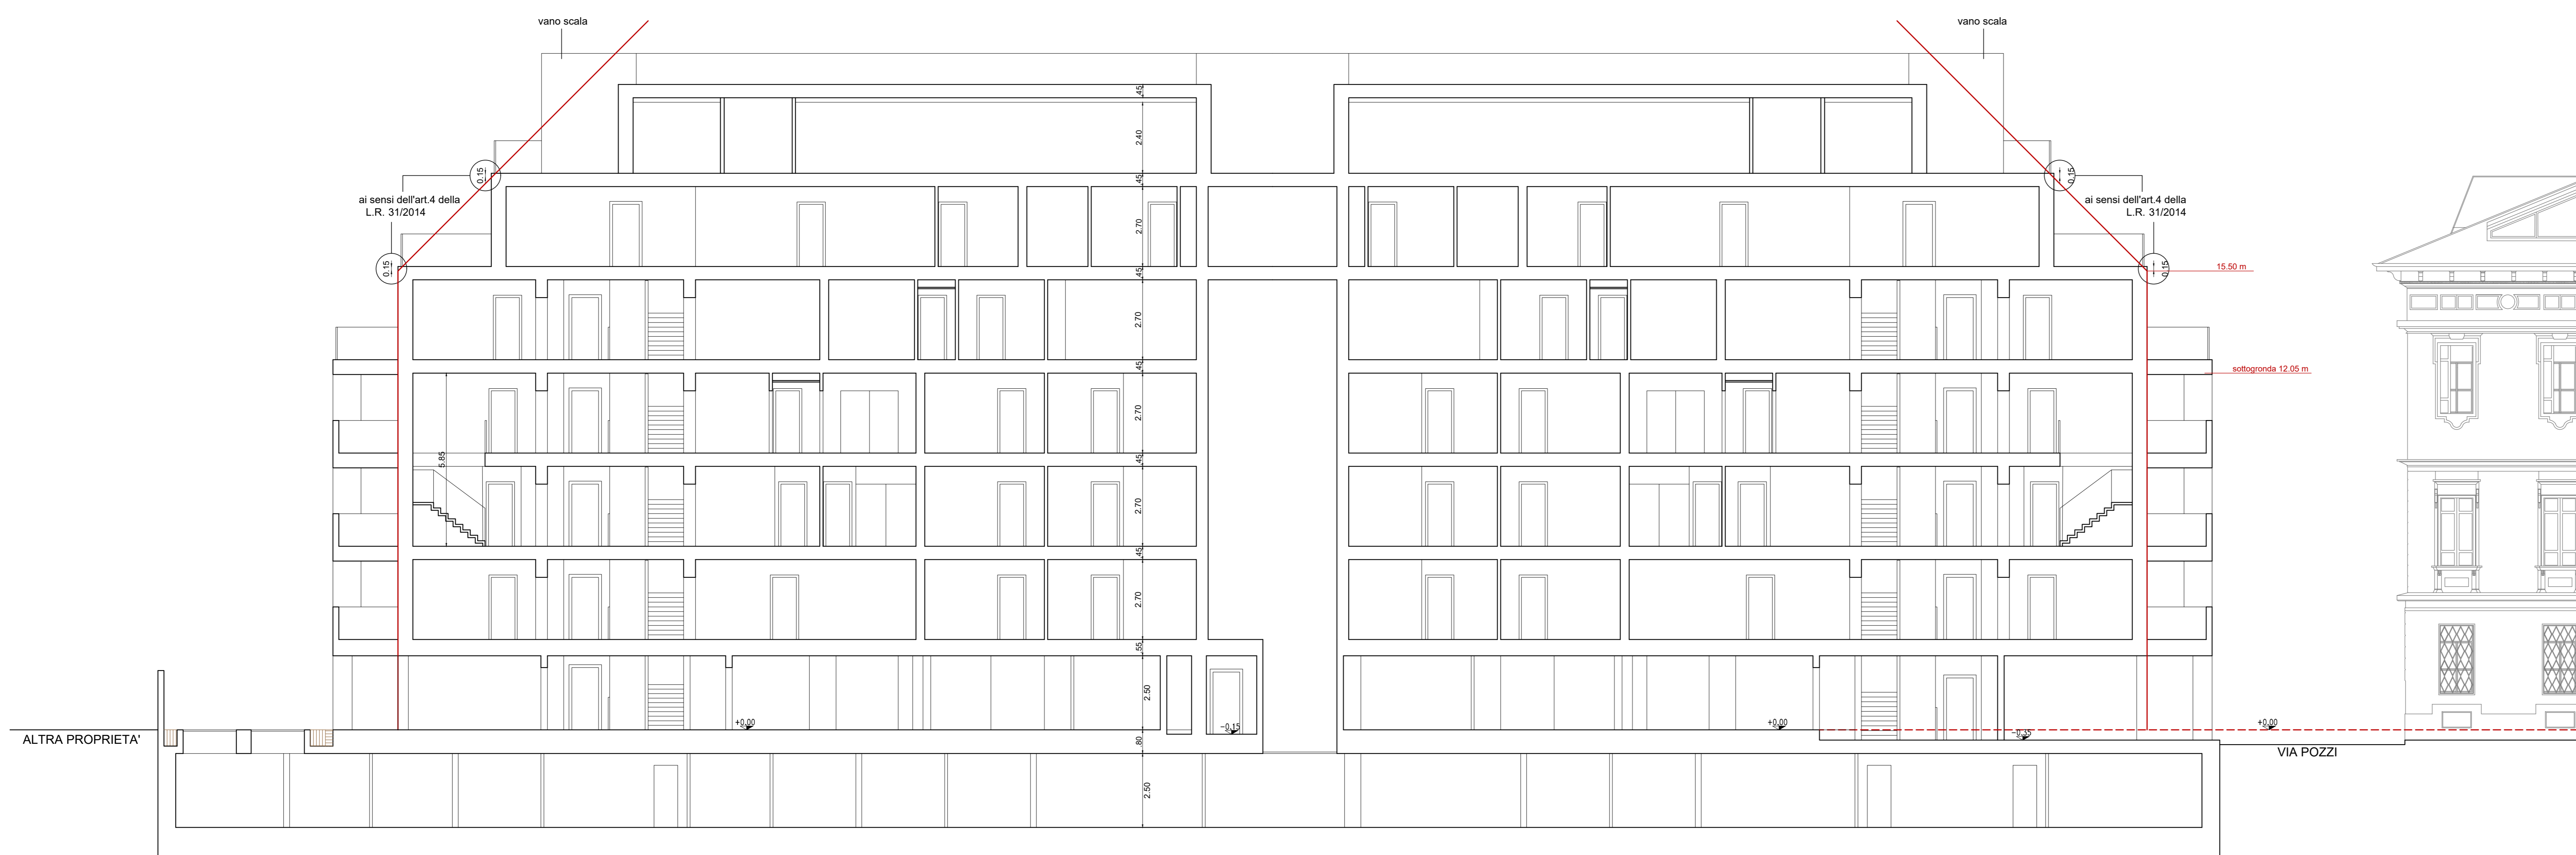 vano scala
vano scala
.45
2.40
0.15
.45
0.15
ai sensi dell'art.4 della
L.R. 31/2014
ai sensi dell'art.4 della
L.R. 31/2014
2.70
0.15
.45
0.15
15.50 m
2.70
.45
sottogronda 12.05 m
2.70
5.85
.45
2.70
.45
2.70
.55
2.50
+0.00
-0.15
+0.00
+0.00
-0.35
ALTRA PROPRIETA'
.80
VIA POZZI
2.50